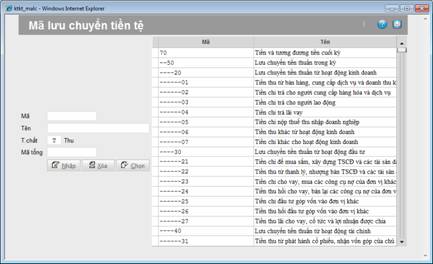 ktkt_malc - Windows Internet Explorer
Mã lưu chuyển tiền tệ
Mã
Tên
T.chất ? Thu
Mã tổng
Nhập Xóa Chọn
Mã Tên
70 Tiền và tương đương tiền cuối kỳ
--50 Lưu chuyển tiền thuần trong kỳ
----20 Lưu chuyển tiền thuần từ hoạt động kinh doanh
------01 Tiền thu từ bán hàng, cung cấp dịch vụ và doanh thu k
------02 Tiền chi trả cho người cung cấp hàng hóa và dịch vụ
------03 Tiền chi trả cho người lao động
------04 Tiền chi trả lãi vay
------05 Tiền chi nộp thuế thu nhập doanh nghiệp
------06 Tiền thu khác từ hoạt động kinh doanh
------07 Tiền chi khác cho hoạt động kinh doanh
----30 Lưu chuyển tiền thuần từ hoạt động đầu tư
------21 Tiền chi để mua sắm, xây dựng TSCĐ và các tài sản d
------22 Tiền thu từ thanh lý, nhượng bán TSCĐ và các tài sản
------23 Tiền chi cho vay, mua các công cụ nợ của đơn vị khác
------24 Tiền thu hồi cho vay, bán lại các công cụ nợ của đơn v
------25 Tiền chi đầu tư góp vốn vào đơn vị khác
------26 Tiền thu hồi đầu tư góp vốn vào đơn vị khác
------27 Tiền thu lãi cho vay, cổ tức và lợi nhuận được chia
----40 Lưu chuyển tiền thuần từ hoạt động tài chính
------31 Tiền thu từ phát hành cổ phiếu, nhận vốn góp của chủ